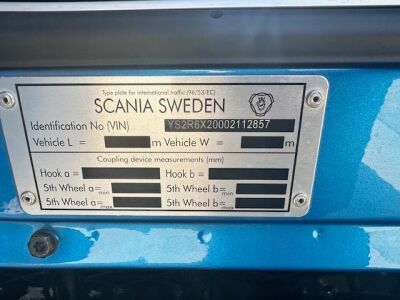 Type plate for international traffic (96/53/EC)
SCANIA SWEDEN
Identification No (VIN) YS2R6X20002112857
Vehicle L = m Vehicle W = m
Coupling device measurements (mm)
Hook a = Hook b =
5th Wheel a= min 5th Wheel b= min
5th Wheel a= max 5th Wheel b= max